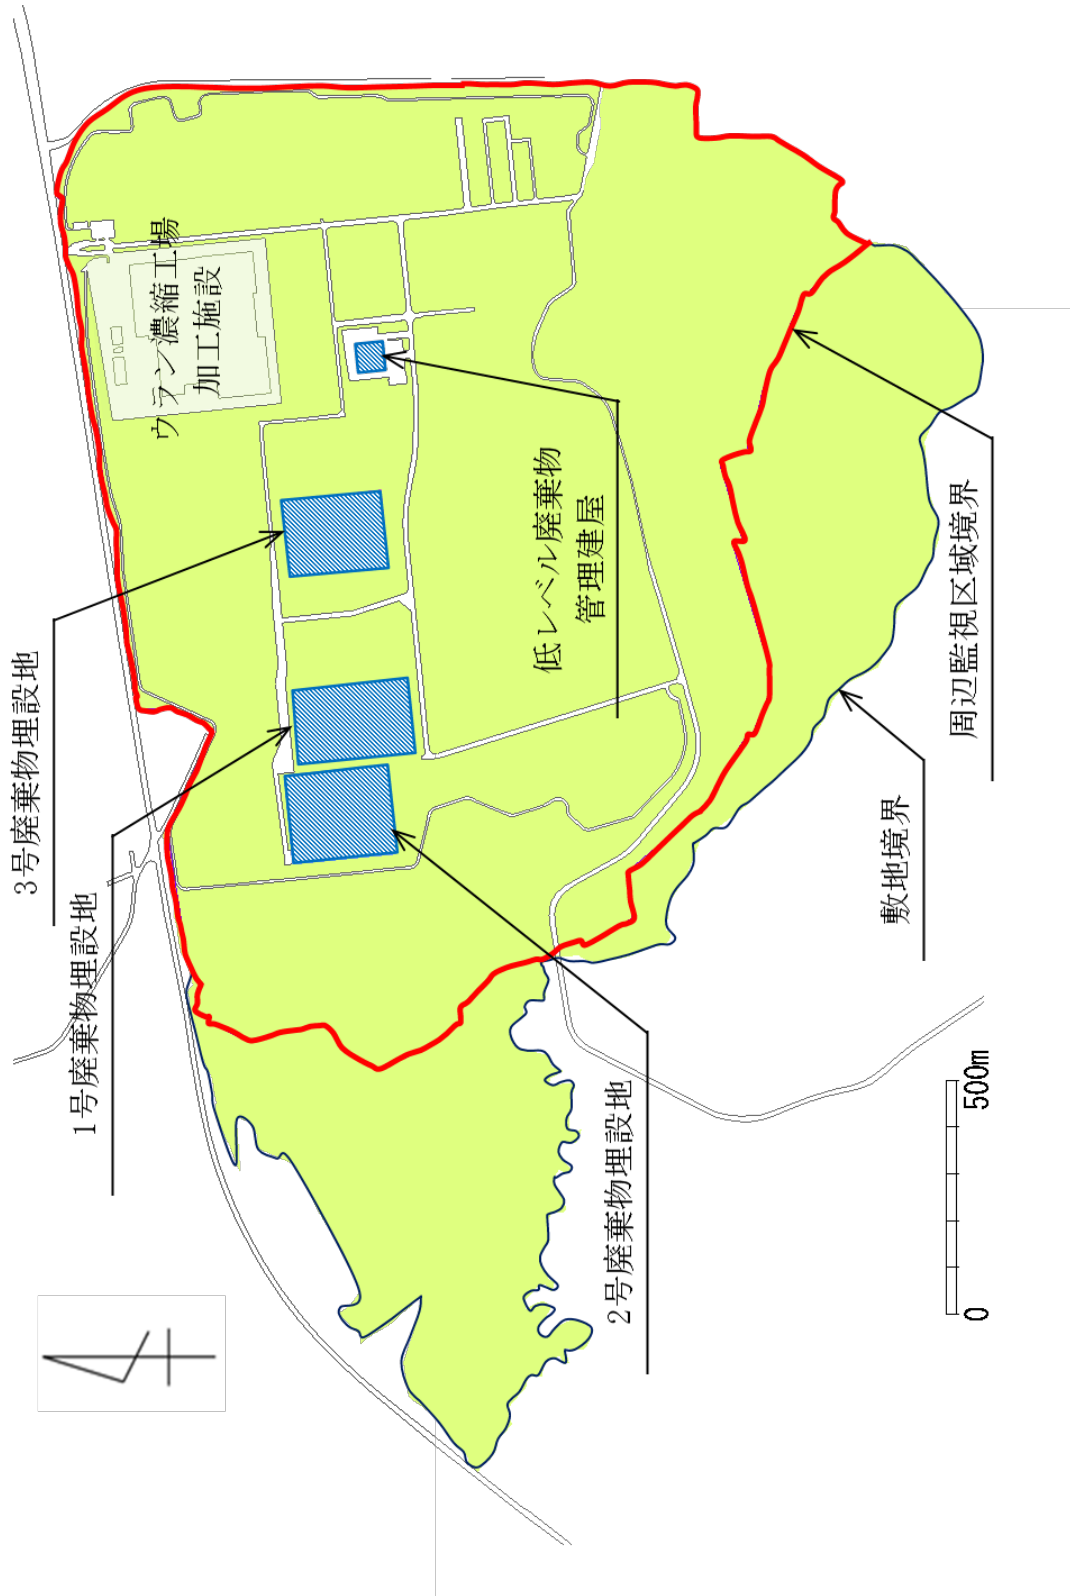 3号廃棄物埋設地
1号廃棄物埋設地
ウラン濃縮工場
加工施設
低レベル廃棄物
管理建屋
2号廃棄物埋設地
敷地境界
周辺監視区域境界
0
500m